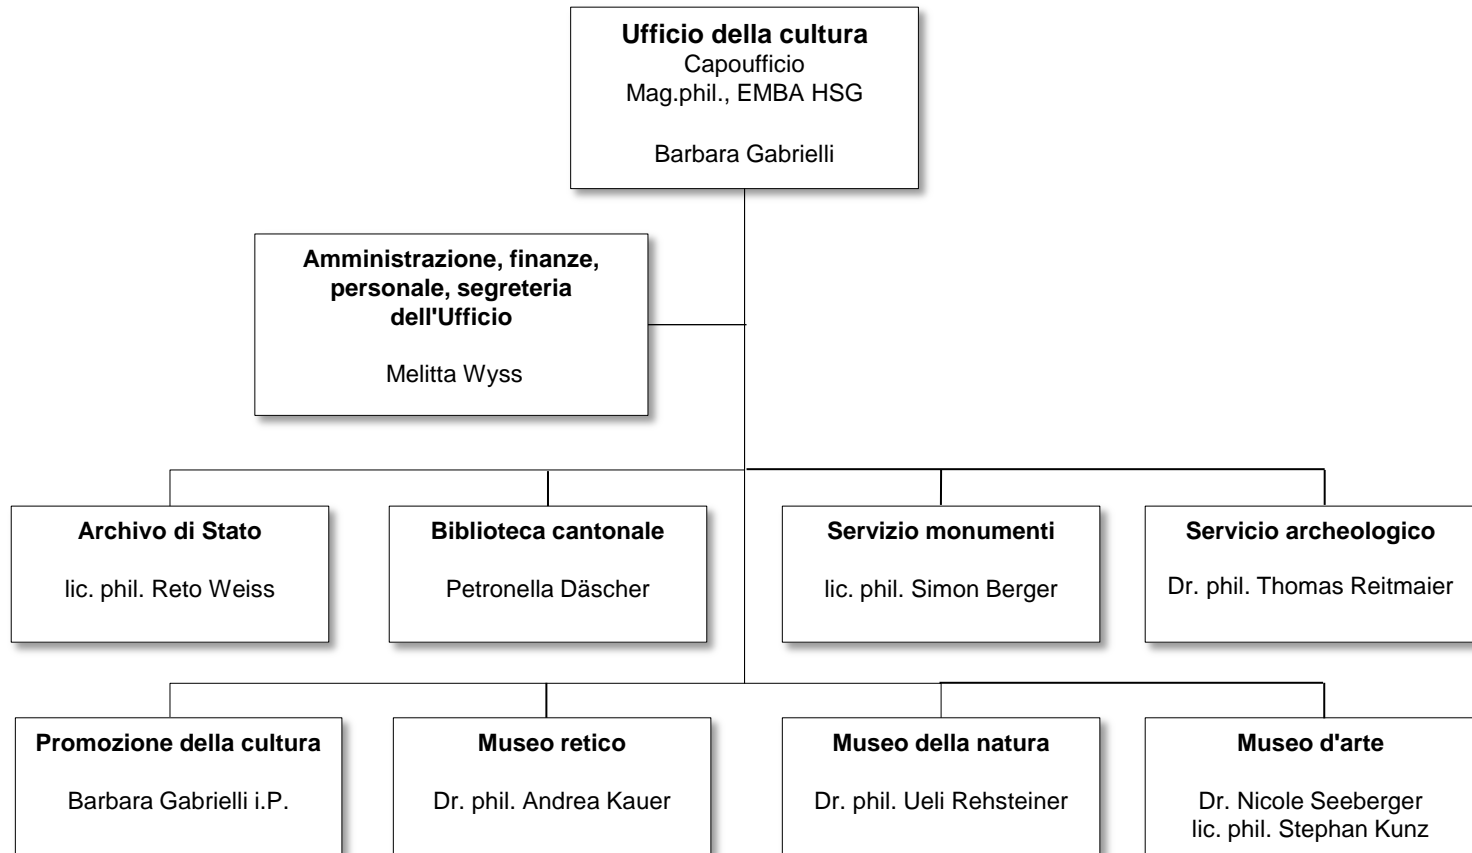 Ufficio della cultura
Capoufficio
Mag.phil., EMBA HSG
Barbara Gabrielli
Amministrazione, finanze,
personale, segreteria
dell'Ufficio
Melitta Wyss
Archivo di Stato
lic. phil. Reto Weiss
Biblioteca cantonale
Petronella Däscher
Servizio monumenti
lic. phil. Simon Berger
Servicio archeologico
Dr. phil. Thomas Reitmaier
Promozione della cultura
Barbara Gabrielli i.P.
Museo retico
Dr. phil. Andrea Kauer
Museo della natura
Dr. phil. Ueli Rehsteiner
Museo d'arte
Dr. Nicole Seeberger
lic. phil. Stephan Kunz